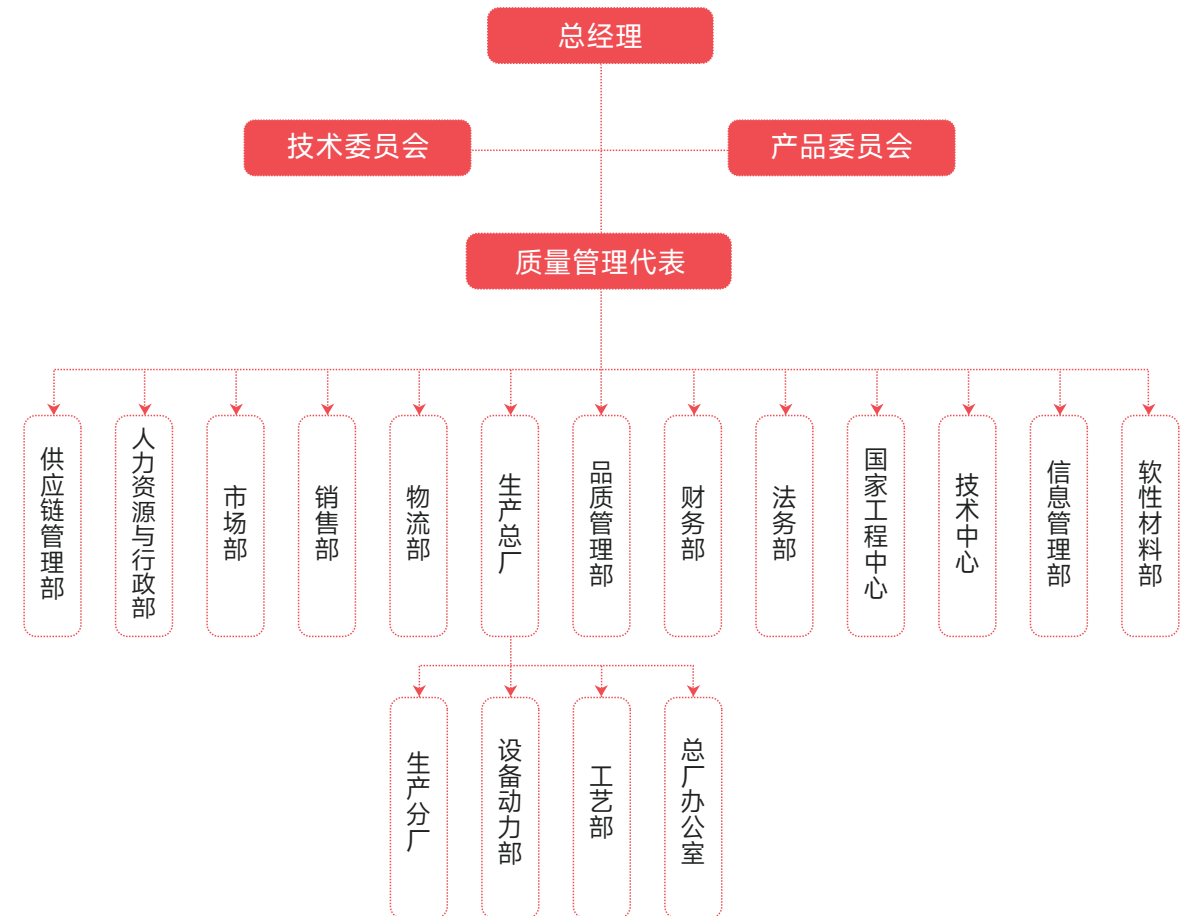 总经理
技术委员会
产品委员会
质量管理代表
供应链管理部
人力资源与行政部
市场部
销售部
物流部
生产总厂
品质管理部
财务部
法务部
国家工程中心
技术中心
信息管理部
软性材料部
生产分厂
设备动力部
工艺部
总厂办公室